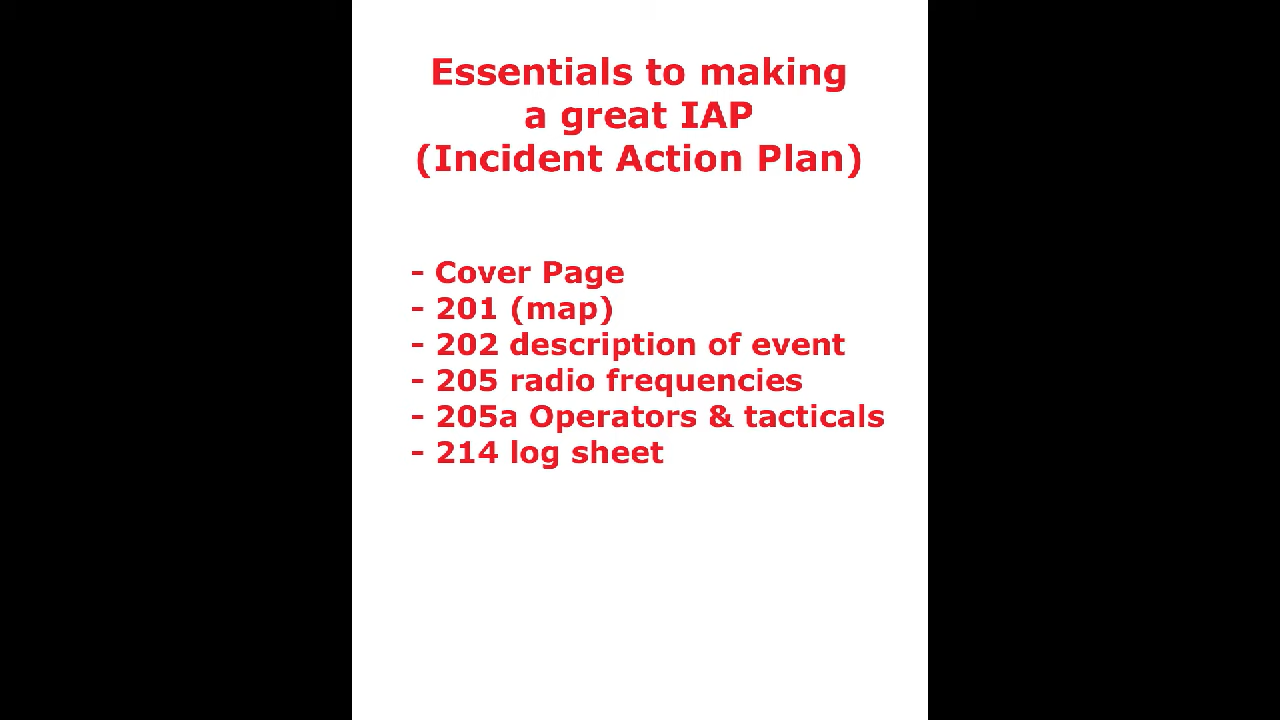 Essentials to making
a great IAP
(Incident Action Plan)
- Cover Page
- 201 (map)
- 202 description of event
- 205 radio frequencies
- 205a Operators & tacticals
- 214 log sheet